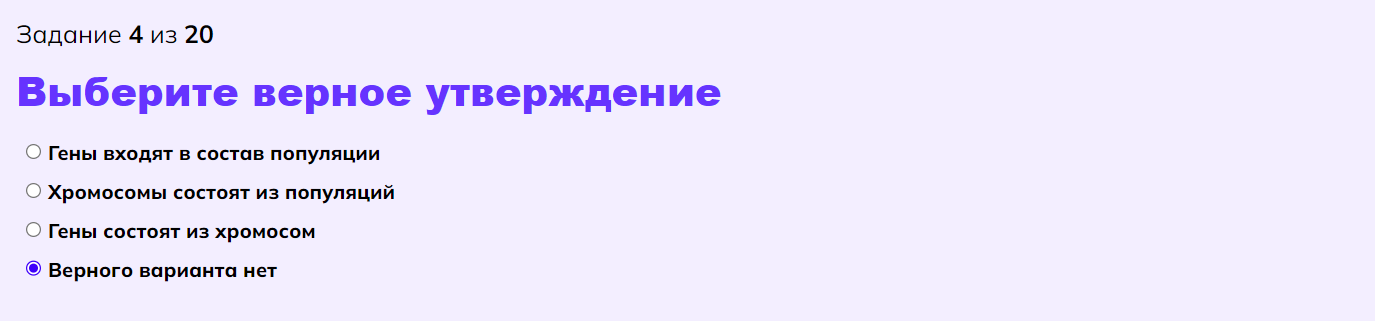 Задание 4 из 20
Выберите верное утверждение
Гены входят в состав популяции
Хромосомы состоят из популяций
Гены состоят из хромосом
Верного варианта нет